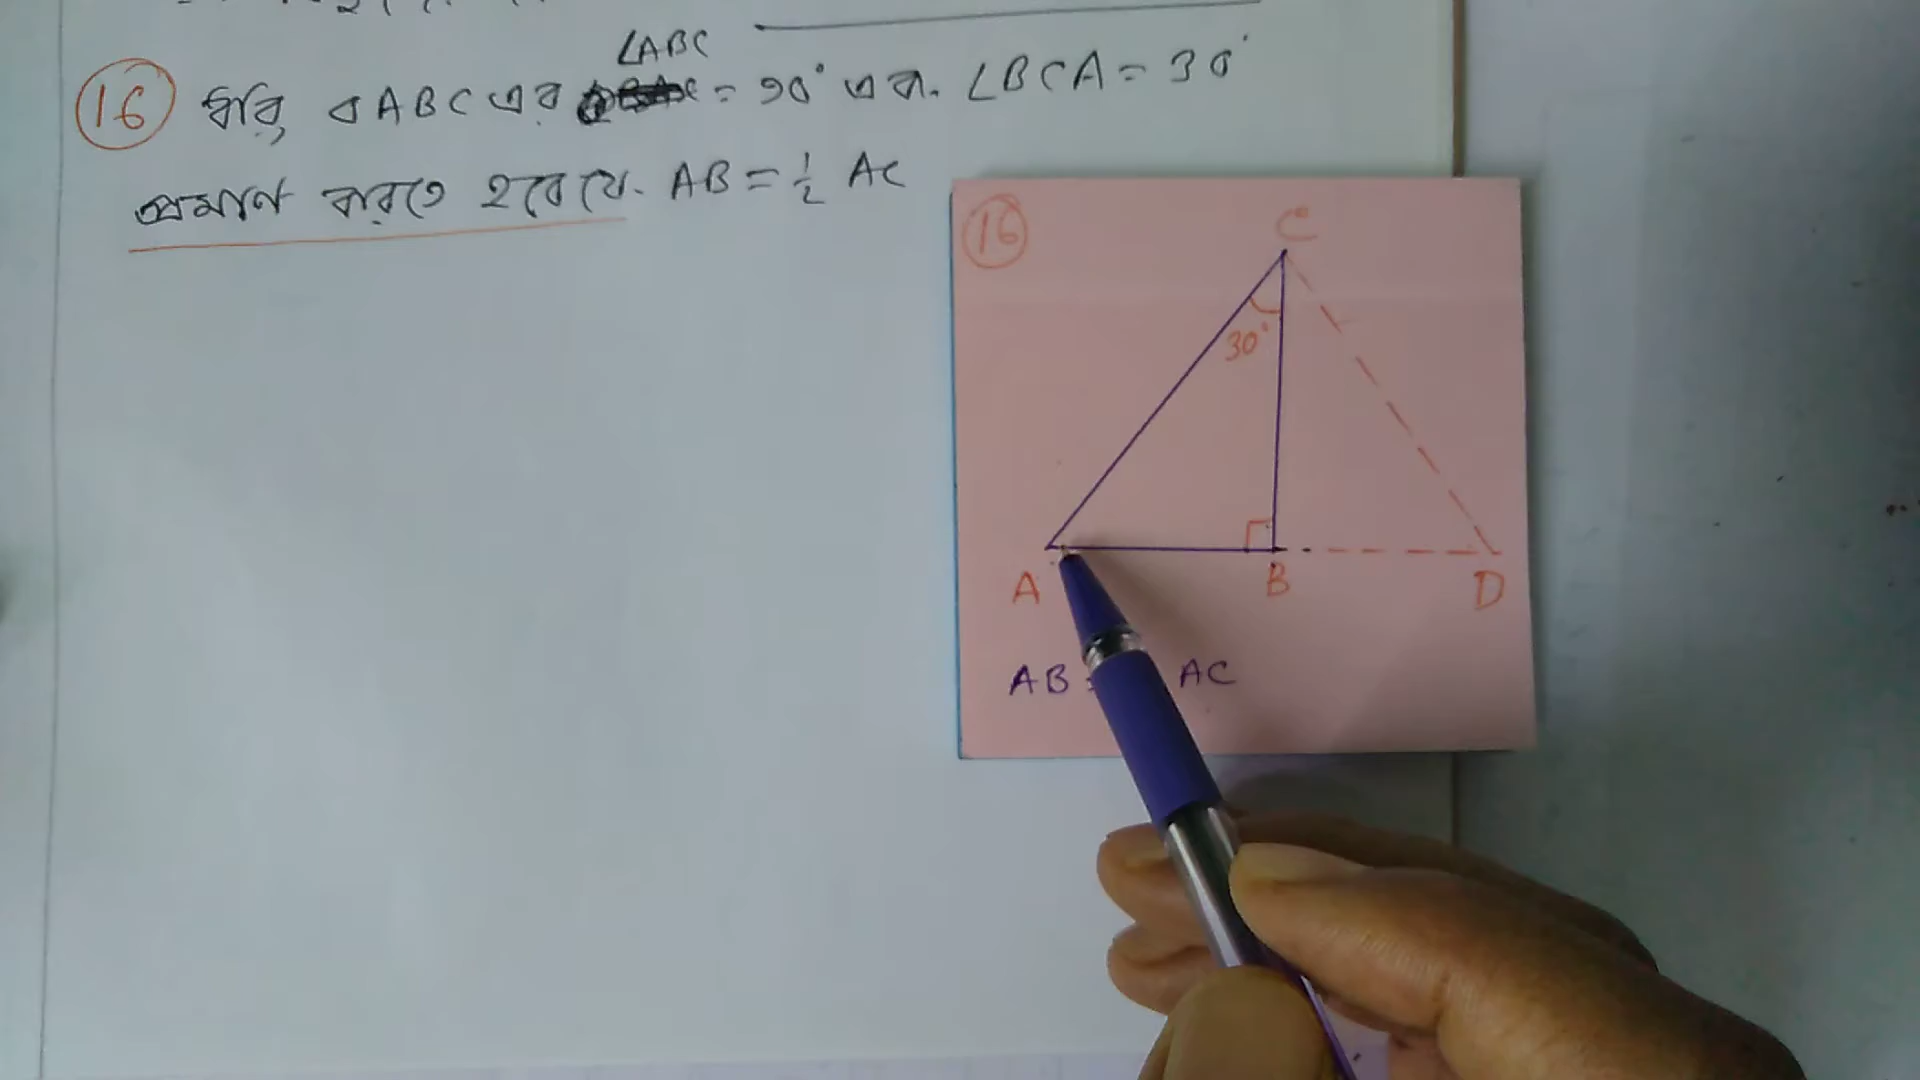 16 ধরি, ∆ABC এর ∠ABC = 90° এবং ∠BCA = 30°
প্রমাণ করতে হবে যে. AB = 1/2 AC
16
C
30°
A B D
AB = AC